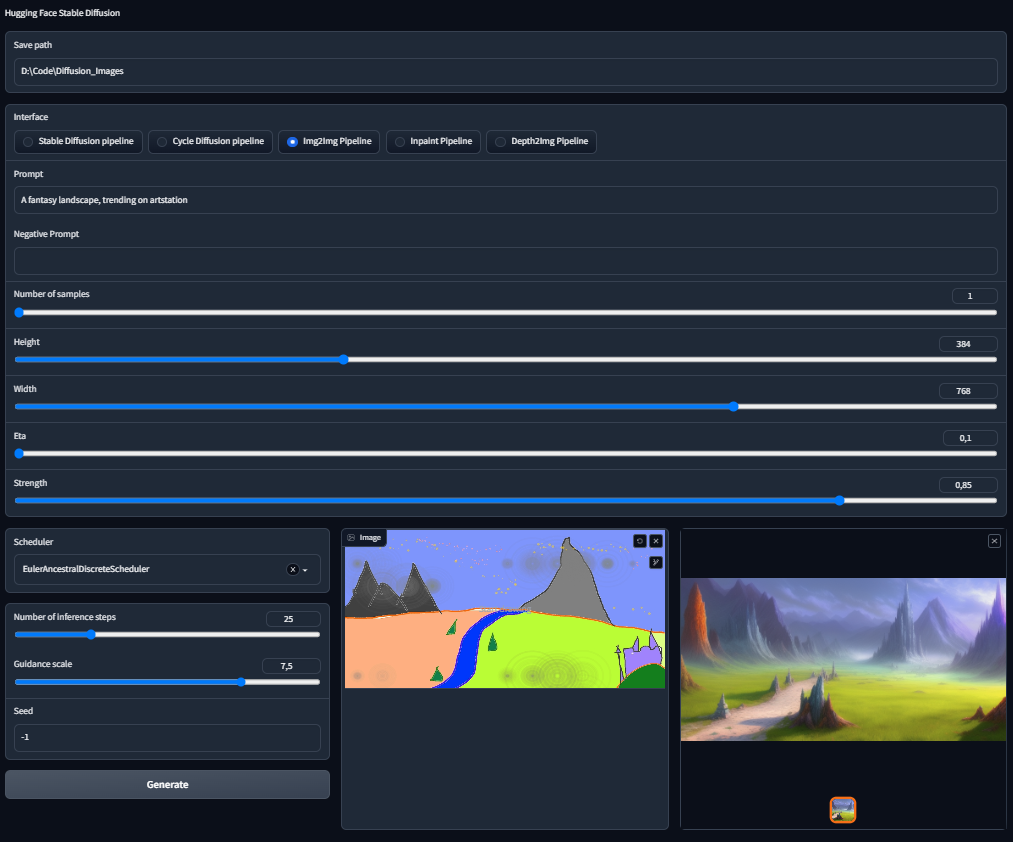 Hugging Face Stable Diffusion
Save path
D:\Code\Diffusion_Images
Interface
Stable Diffusion pipeline Cycle Diffusion pipeline Img2Img Pipeline Inpaint Pipeline Depth2Img Pipeline
Prompt
A fantasy landscape, trending on artstation
Negative Prompt
Number of samples 1
Height 384
Width 768
Eta 0,1
Strength 0,85
Scheduler
EulerAncestralDiscreteScheduler
Number of inference steps 25
Guidance scale 7,5
Seed
-1
Generate
Image